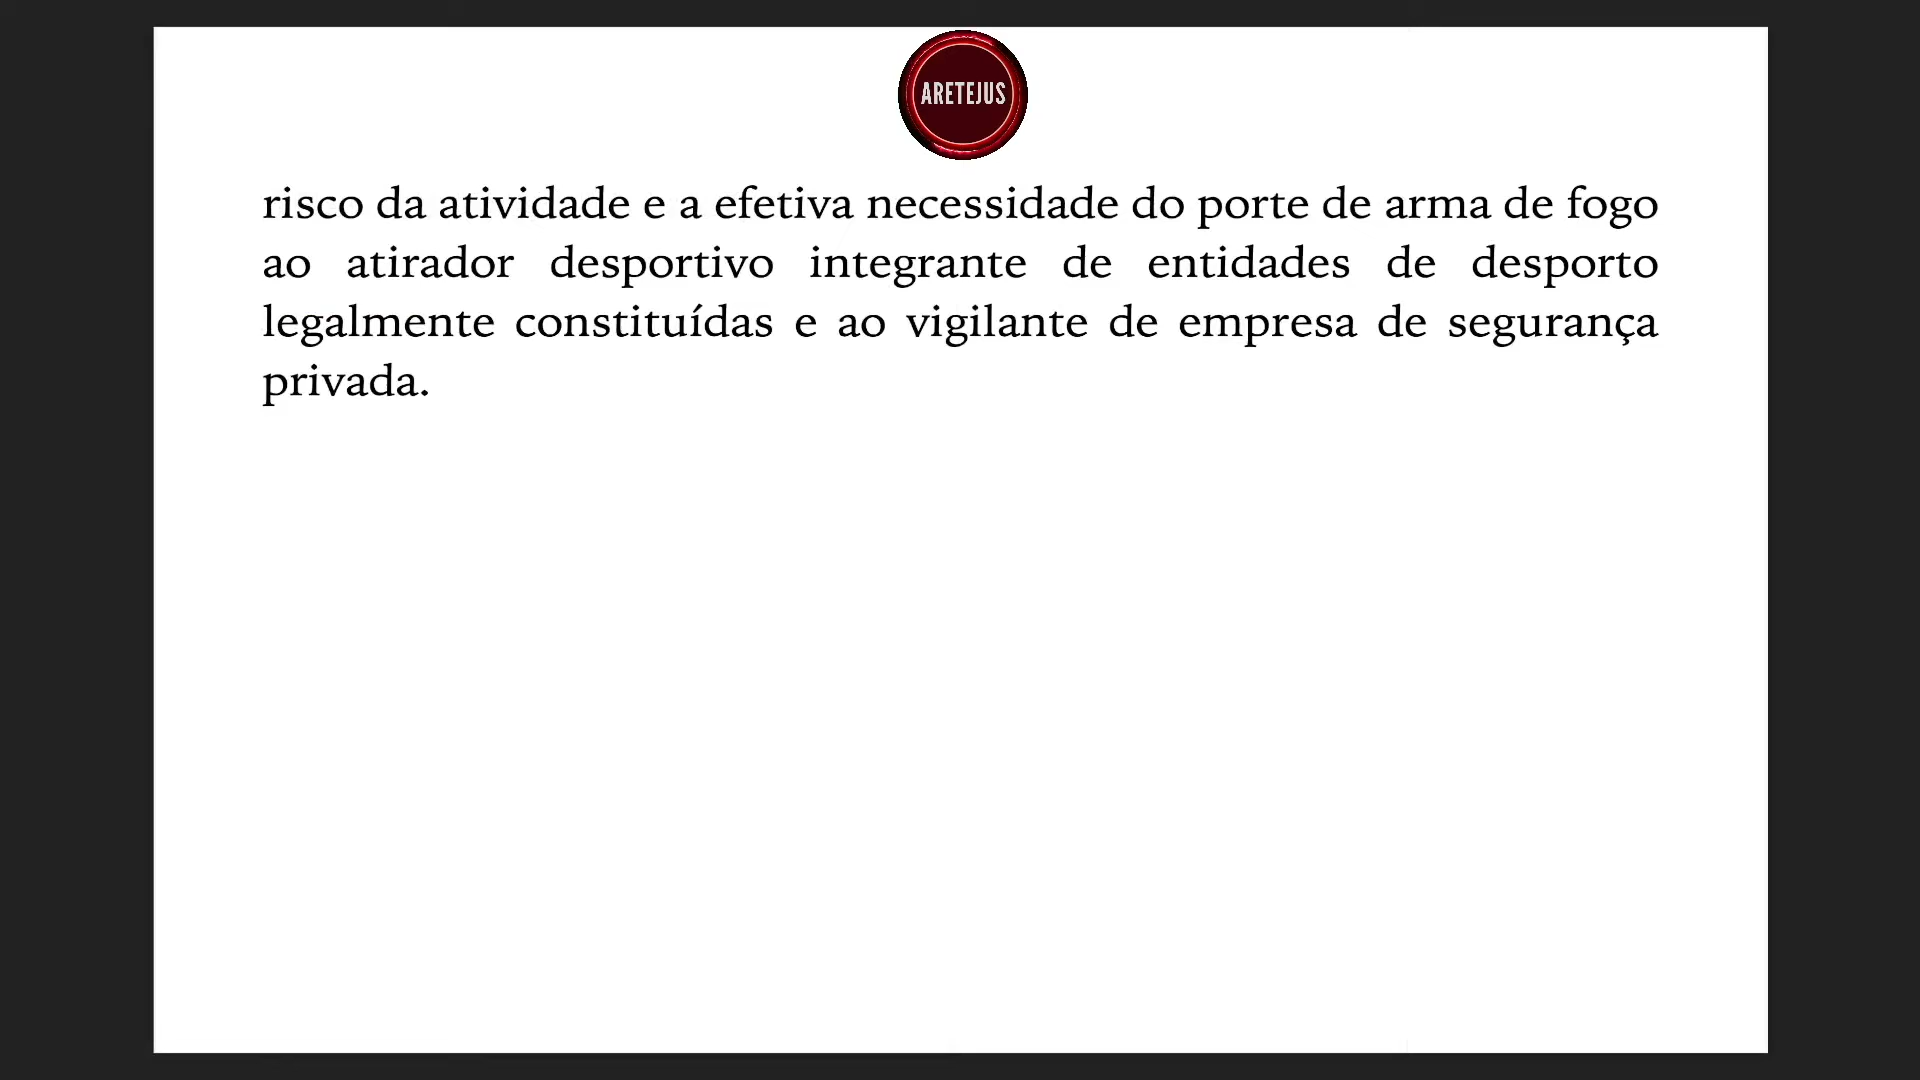 ARETEJUS
risco da atividade e a efetiva necessidade do porte de arma de fogo
ao atirador desportivo integrante de entidades de desporto
legalmente constituídas e ao vigilante de empresa de segurança
privada.